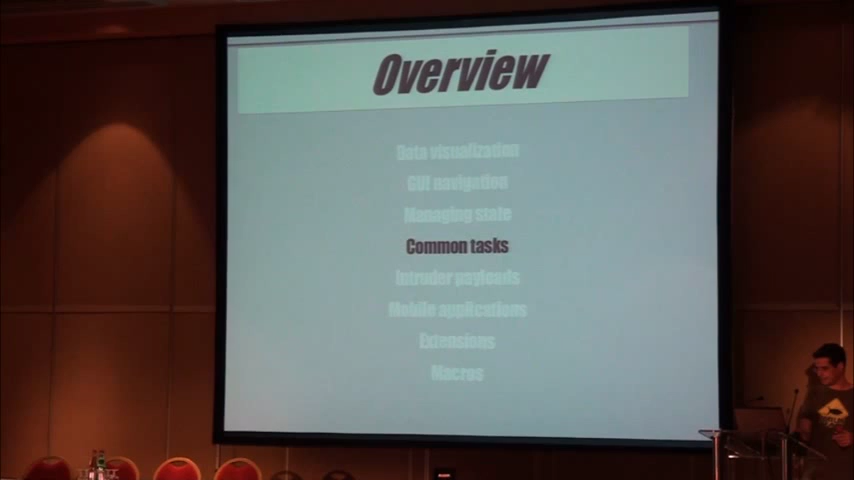 Overview
Data visualization
GUI navigation
Managing state
Common tasks
Intruder payloads
Mobile applications
Extensions
Macros